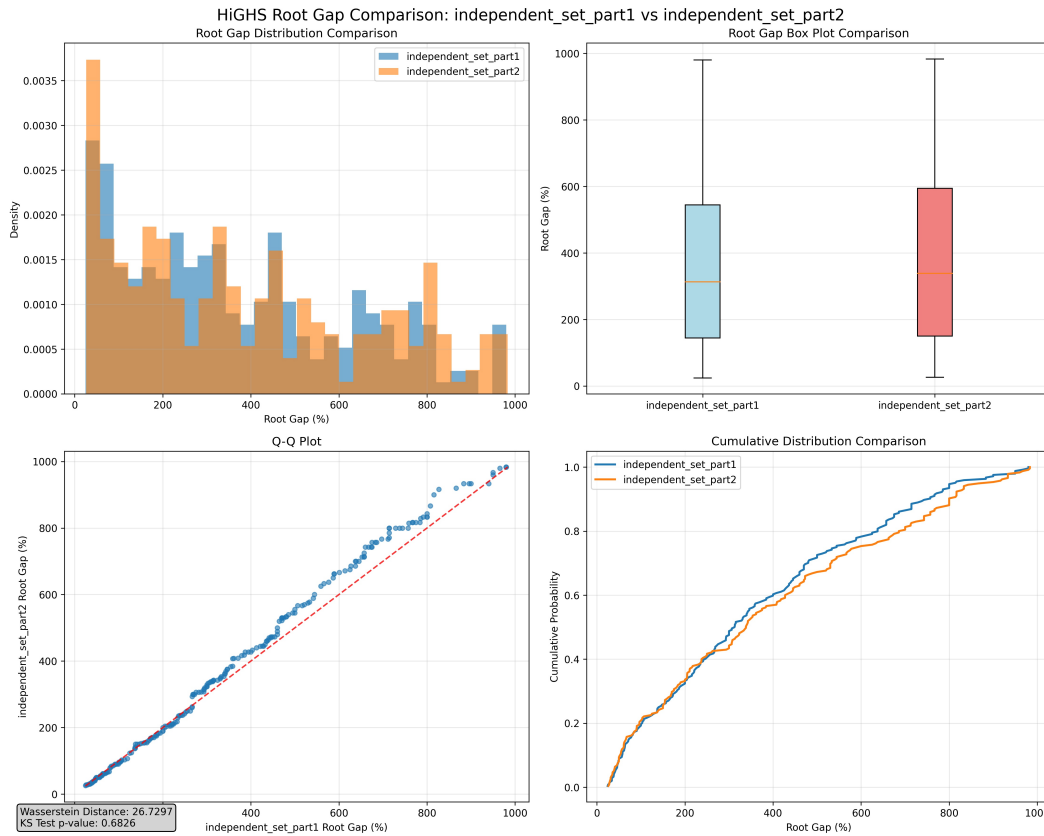 HiGHS Root Gap Comparison: independent_set_part1 vs independent_set_part2
Root Gap Distribution Comparison
independent_set_part1
independent_set_part2
0.0035
0.0030
0.0025
0.0020
0.0015
0.0010
0.0005
0.0000
Density
0
200
400
600
800
1000
Root Gap (%)
Root Gap Box Plot Comparison
1000
800
600
400
200
0
Root Gap (%)
independent_set_part1
independent_set_part2
Q-Q Plot
1000
800
600
400
200
0
independent_set_part2 Root Gap (%)
0
200
400
600
800
1000
independent_set_part1 Root Gap (%)
Wasserstein Distance: 26.7297
KS Test p-value: 0.6826
Cumulative Distribution Comparison
independent_set_part1
independent_set_part2
1.0
0.8
0.6
0.4
0.2
0.0
Cumulative Probability
0
200
400
600
800
100
Root Gap (%)